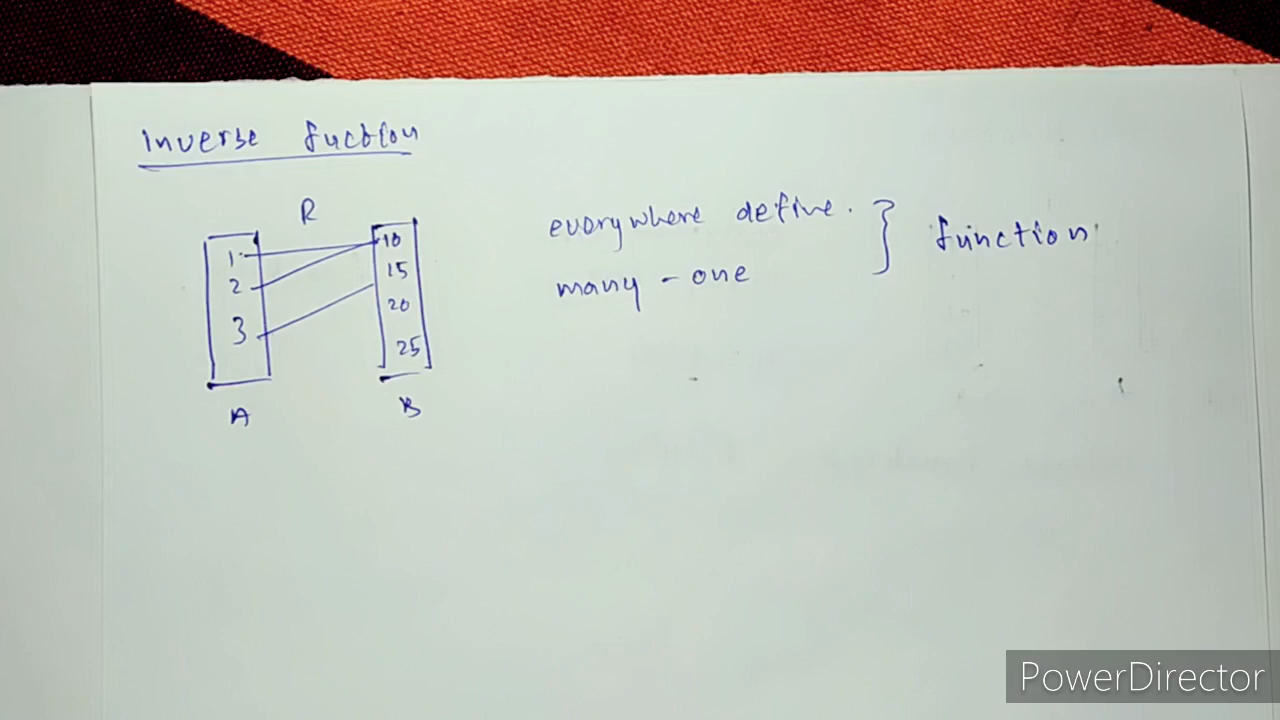 Inverse fuction
R
1
2
3
A
10
15
20
25
B
everywhere define.
many - one
} function
PowerDirector